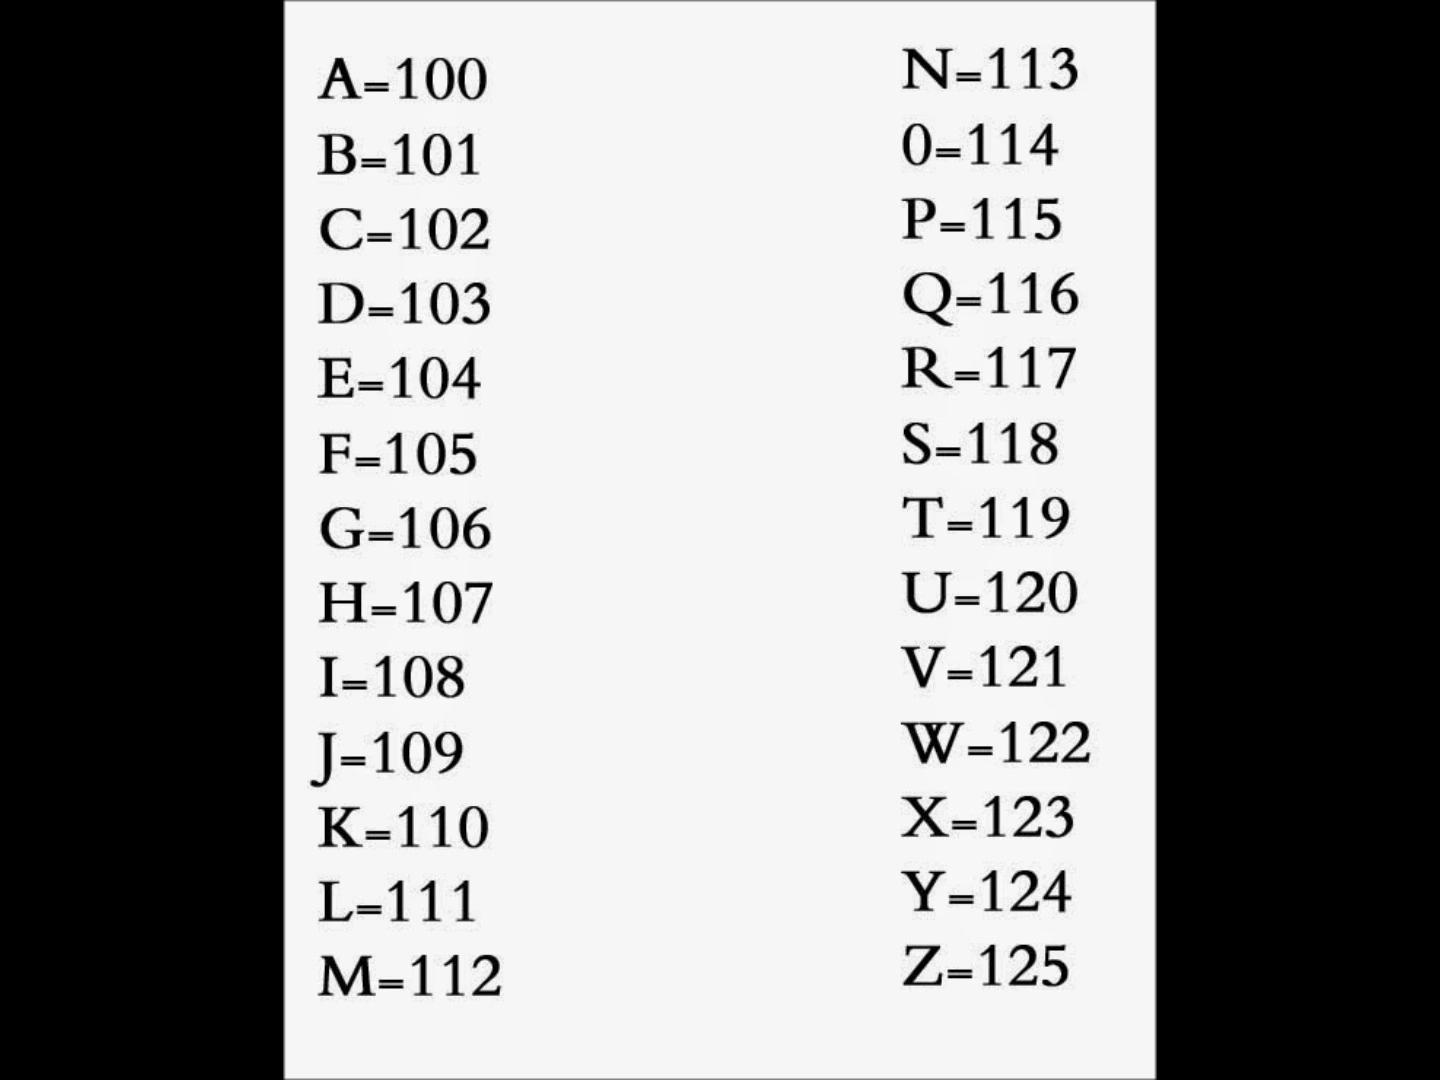 A=100
B=101
C=102
D=103
E=104
F=105
G=106
H=107
I=108
J=109
K=110
L=111
M=112
N=113
0=114
P=115
Q=116
R=117
S=118
T=119
U=120
V=121
W=122
X=123
Y=124
Z=125